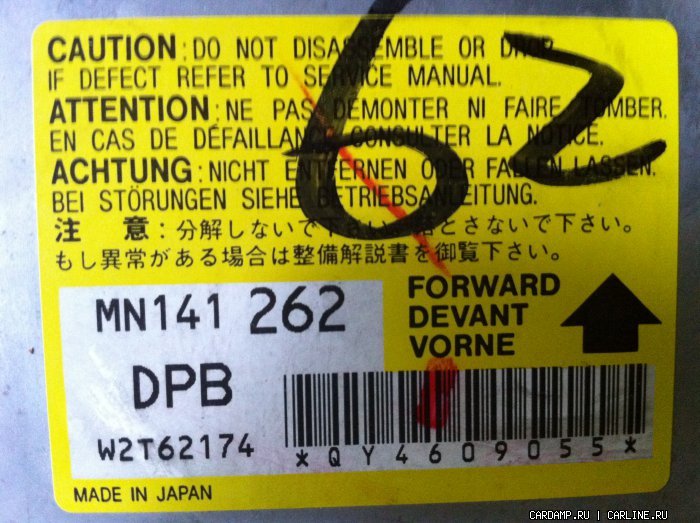 62
CAUTION : DO NOT DISASSEMBLE OR DROP
IF DEFECT REFER TO SERVICE MANUAL.
ATTENTION : NE PAS DEMONTER NI FAIRE TOMBER.
EN CAS DE DÉFAILLANCE CONSULTER LA NOTICE.
ACHTUNG : NICHT ENTFERNEN ODER FALLEN LASSEN.
BEI STÖRUNGEN SIEHE BETRIEBSANLEITUNG.
注 意：分解しないで下さい。落とさないで下さい。
もし異常がある場合は整備解説書を御覧下さい。
MN141 262
DPB
W2T62174
FORWARD
DEVANT
VORNE
*QY4609055*
MADE IN JAPAN
CARDAMP.RU | CARLINE.RU